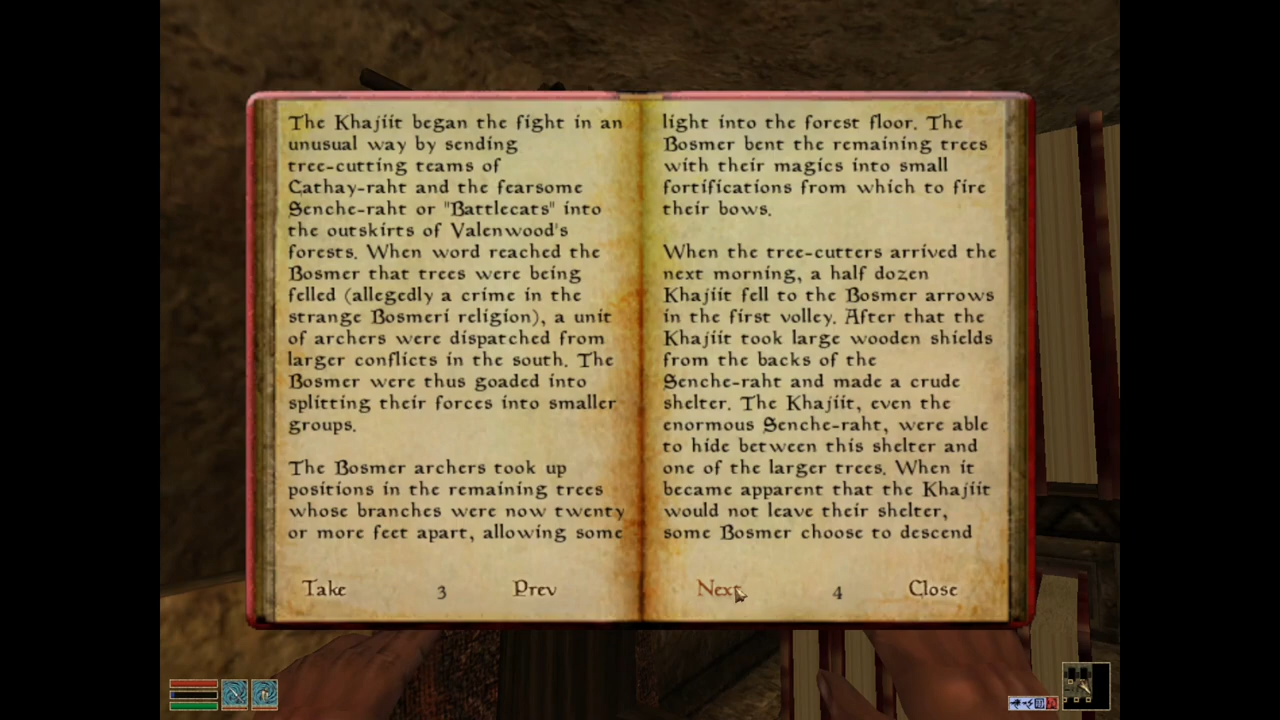 The Khajiit began the fight in an
unusual way by sending
tree-cutting teams of
Cathay-raht and the fearsome
Senche-raht or "Battlecats" into
the outskirts of Valenwood's
forests. When word reached the
Bosmer that trees were being
felled (allegedly a crime in the
strange Bosmeri religion), a unit
of archers were dispatched from
larger conflicts in the south. The
Bosmer were thus goaded into
splitting their forces into smaller
groups.
The Bosmer archers took up
positions in the remaining trees
whose branches were now twenty
or more feet apart, allowing some
light into the forest floor. The
Bosmer bent the remaining trees
with their magics into small
fortifications from which to fire
their bows.
When the tree-cutters arrived the
next morning, a half dozen
Khajiit fell to the Bosmer arrows
in the first volley. After that the
Khajiit took large wooden shields
from the backs of the
Senche-raht and made a crude
shelter. The Khajiit, even the
enormous Senche-raht, were able
to hide between this shelter and
one of the larger trees. When it
became apparent that the Khajiit
would not leave their shelter,
some Bosmer choose to descend
Take 3 Prev Next 4 Close